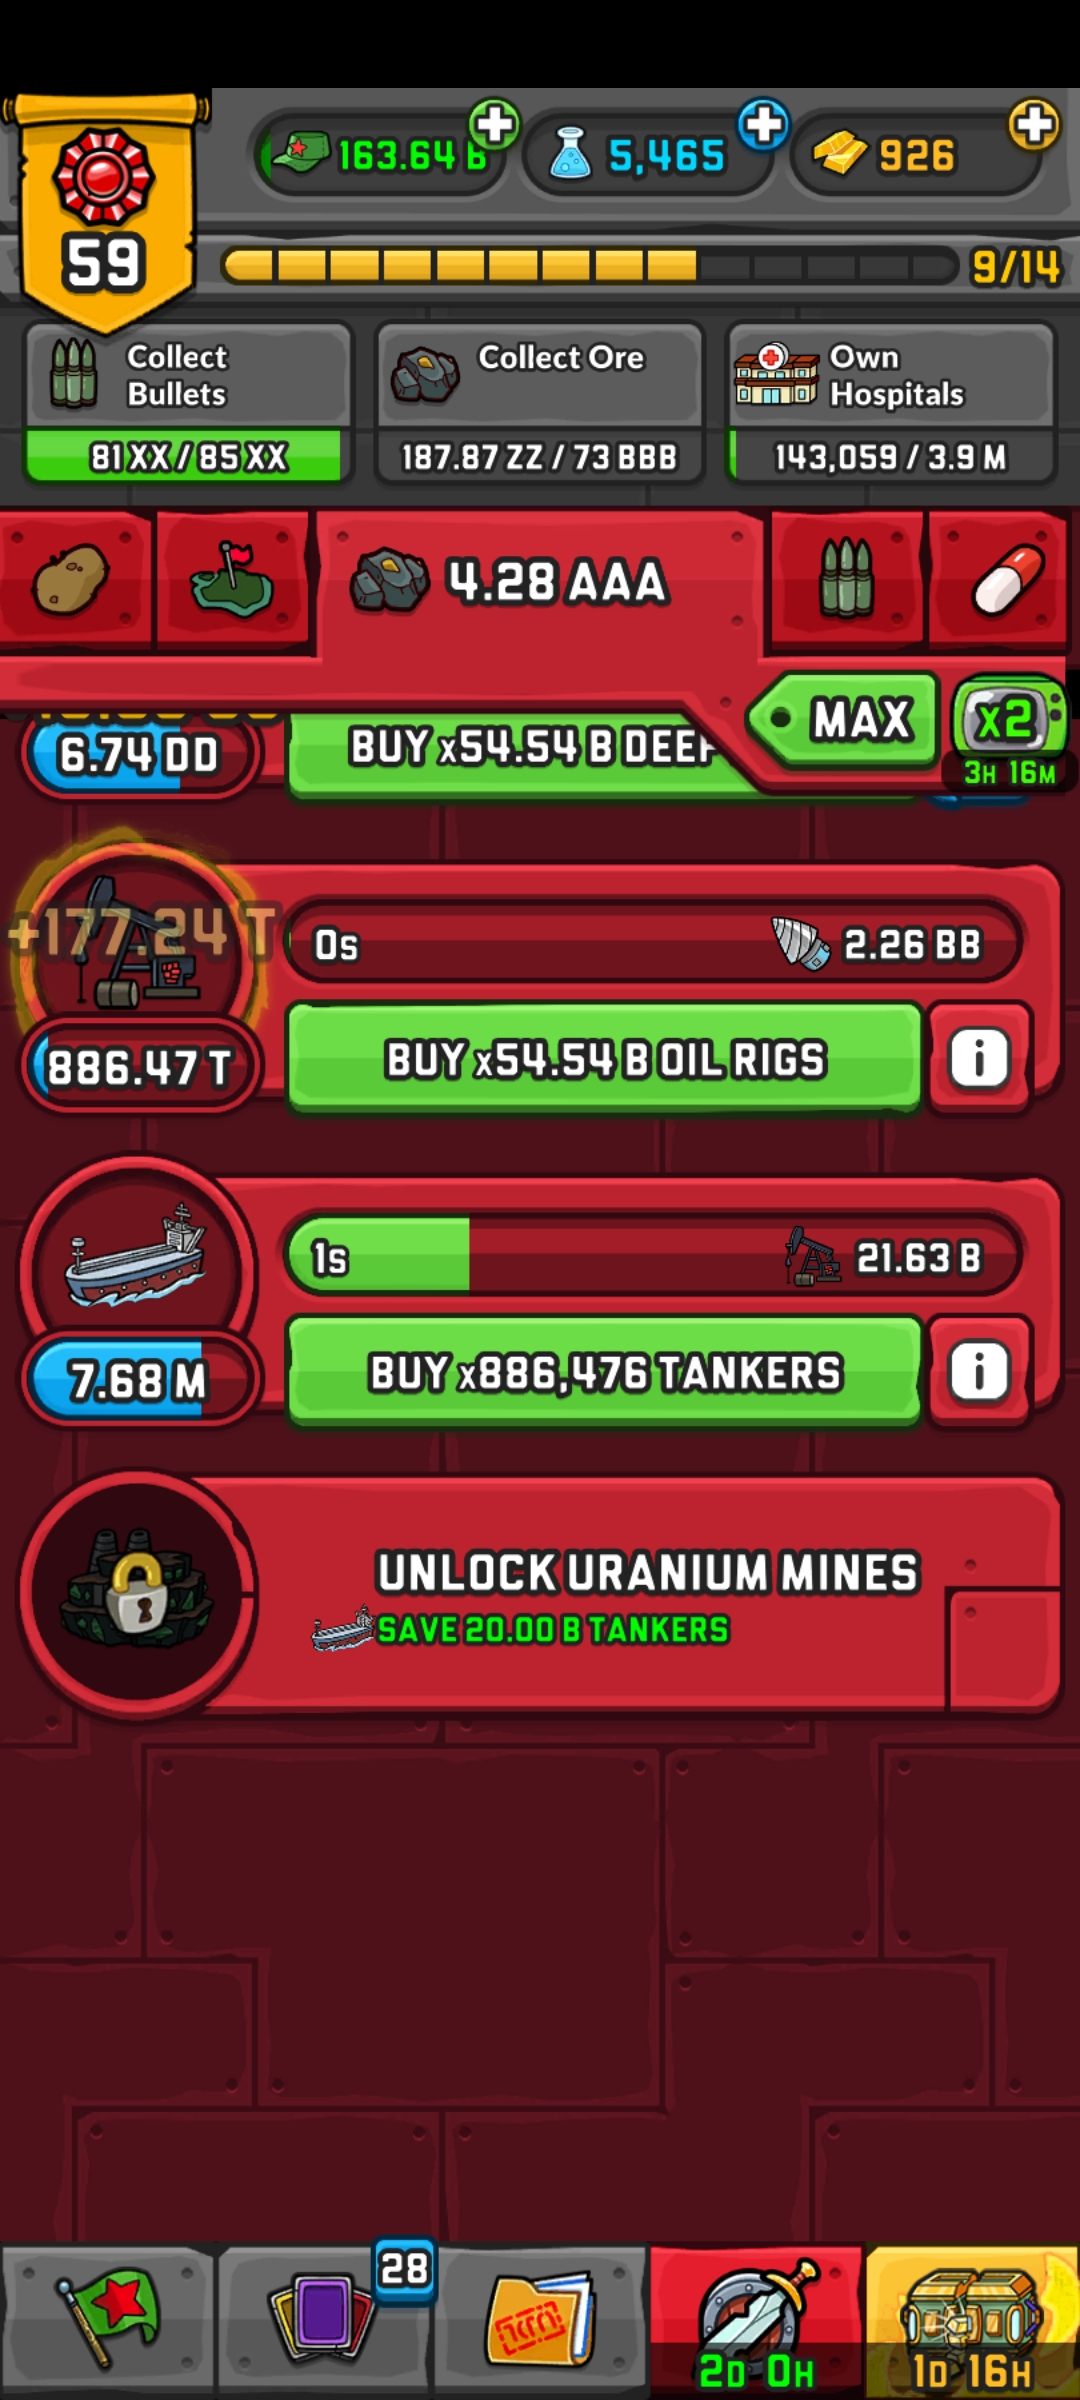 163.64 B
5,465
926
59
9/14
Collect
Bullets
81 XX / 85 XX
Collect Ore
187.87 ZZ / 73 BBB
Own
Hospitals
143,059 / 3.9 M
4.28 AAA
MAX
x2
3H 16M
6.74 DD
BUY x54.54 B DEEP
+177.24 T
0s
2.26 BB
886.47 T
BUY x54.54 B OIL RIGS
i
1s
21.63 B
7.68 M
BUY x886,476 TANKERS
i
UNLOCK URANIUM MINES
SAVE 20.00 B TANKERS
28
2D 0H
1D 16H